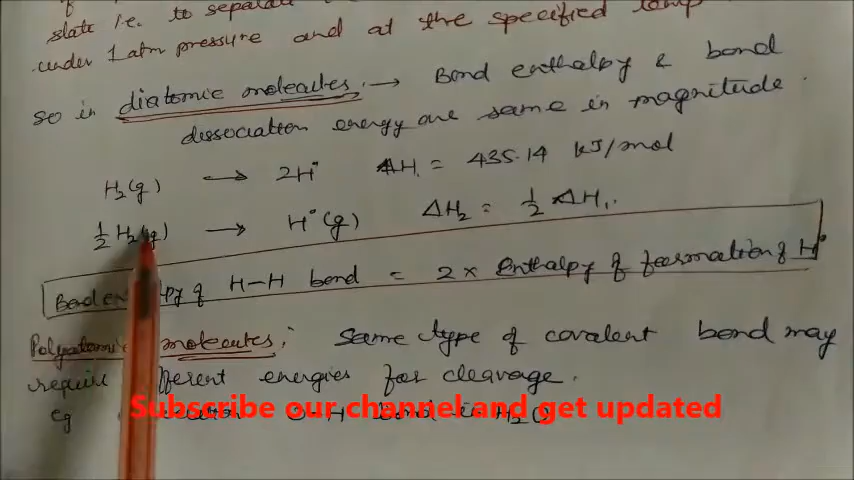 state i.e. to separate
under 1 atm pressure and at the specified temp
so in diatomic molecules. → Bond enthalpy & bond
dissociation energy are same in magnitude.
H₂(g) → 2H° ΔH₁ = 435.14 kJ/mol
½ H₂(g) → H°(g) ΔH₂ = ½ ΔH₁.
Bond of H-H bond = 2 × Enthalpy of formation of H°
Polyatomic molecules: Same type of covalent bond may
require energies for cleavage.
Eg O-H bond in H₂O
Subscribe our channel and get updated